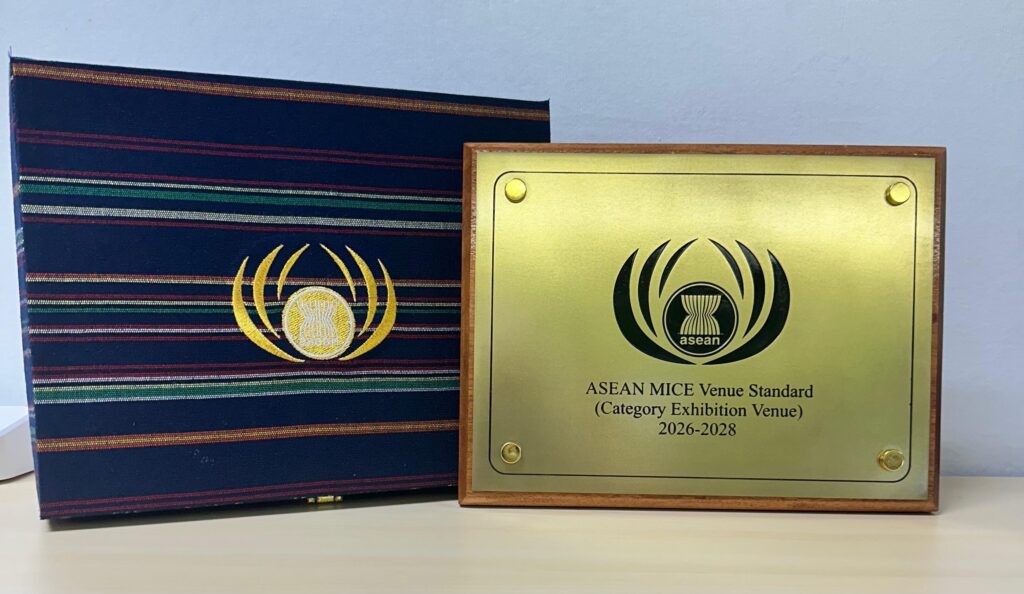 asean
ASEAN MICE Venue Standard
(Category Exhibition Venue)
2026-2028